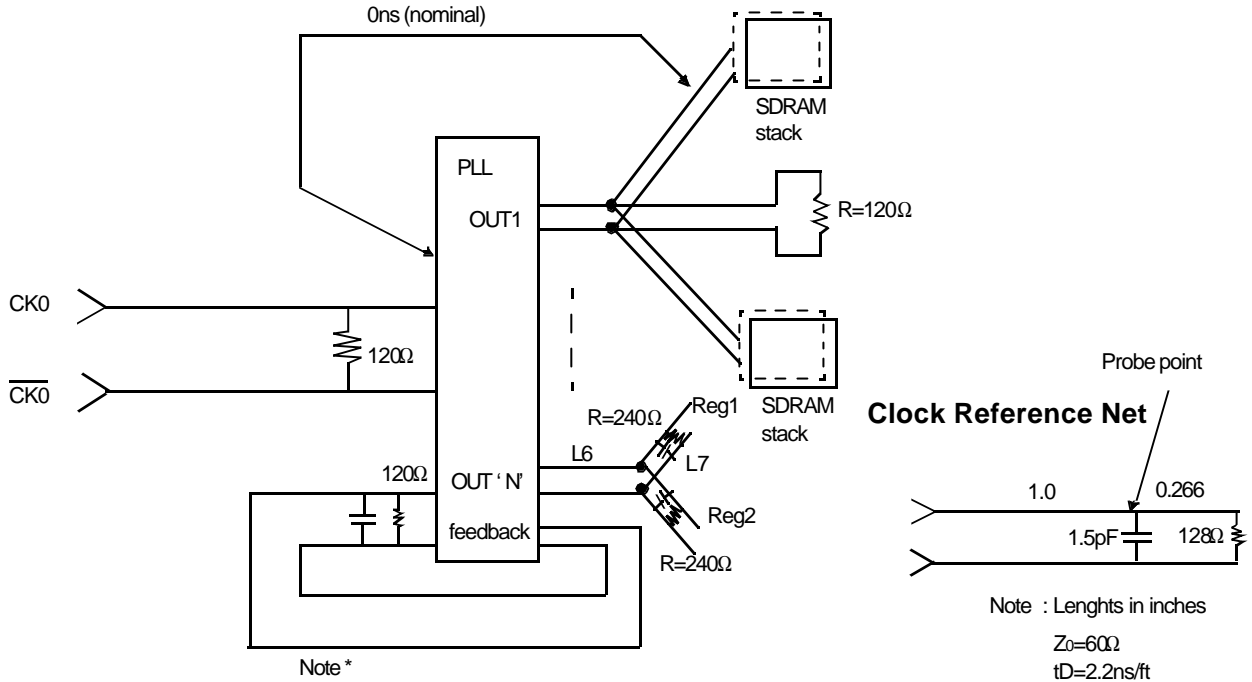 0ns (nominal)
SDRAM
stack
PLL
OUT1
R=120Ω
CK0
120Ω
CK0
Probe point
Reg1
SDRAM
stack
Clock Reference Net
R=240Ω
L6
L7
120Ω
OUT ‘ N’
Reg2
feedback
R=240Ω
1.0
0.266
1.5pF
128Ω
Note : Lenghts in inches
Z0=60Ω
tD=2.2ns/ft
Note *